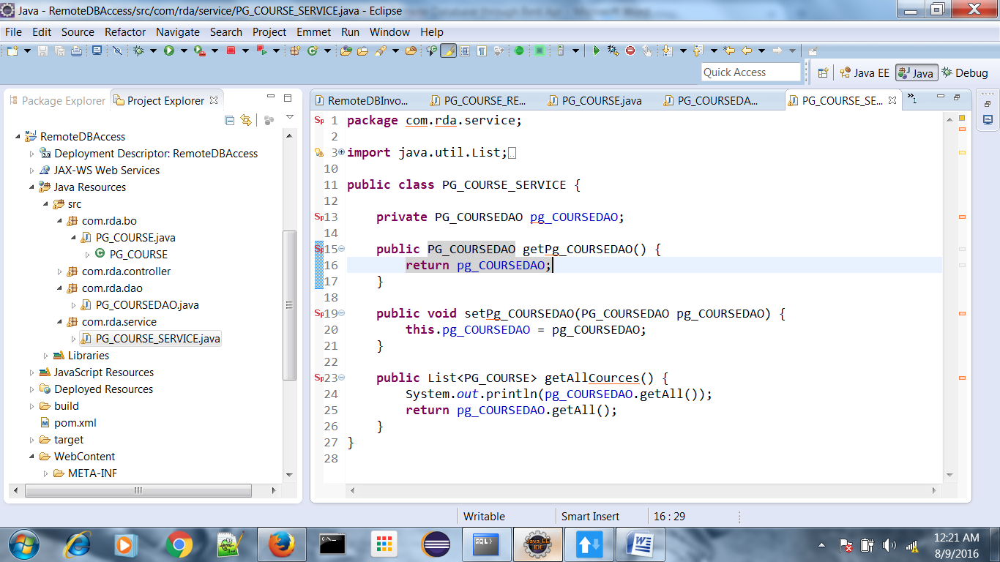 Java - RemoteDBAccess/src/com/rda/service/PG_COURSE_SERVICE.java - Eclipse
File Edit Source Refactor Navigate Search Project Emmet Run Window Help
Quick Access
Java EE Java Debug
Package Explorer Project Explorer
RemoteDBAccess
Deployment Descriptor: RemoteDBAccess
JAX-WS Web Services
Java Resources
src
com.rda.bo
PG_COURSE.java
PG_COURSE
com.rda.controller
com.rda.dao
PG_COURSEDAO.java
com.rda.service
PG_COURSE_SERVICE.java
Libraries
JavaScript Resources
Deployed Resources
build
pom.xml
target
WebContent
META-INF
RemoteDBInvo... PG_COURSE_RE... PG_COURSE.java PG_COURSEDA... PG_COURSE_SE... »1
1 package com.rda.service;
2
3 import java.util.List;
10
11 public class PG_COURSE_SERVICE {
12
13 private PG_COURSEDAO pg_COURSEDAO;
14
15 public PG_COURSEDAO getPg_COURSEDAO() {
16 return pg_COURSEDAO;
17 }
18
19 public void setPg_COURSEDAO(PG_COURSEDAO pg_COURSEDAO) {
20 this.pg_COURSEDAO = pg_COURSEDAO;
21 }
22
23 public List<PG_COURSE> getAllCources() {
24 System.out.println(pg_COURSEDAO.getAll());
25 return pg_COURSEDAO.getAll();
26 }
27 }
28
Writable Smart Insert 16 : 29
SQL>
Java EE
IDE
12:21 AM
8/9/2016